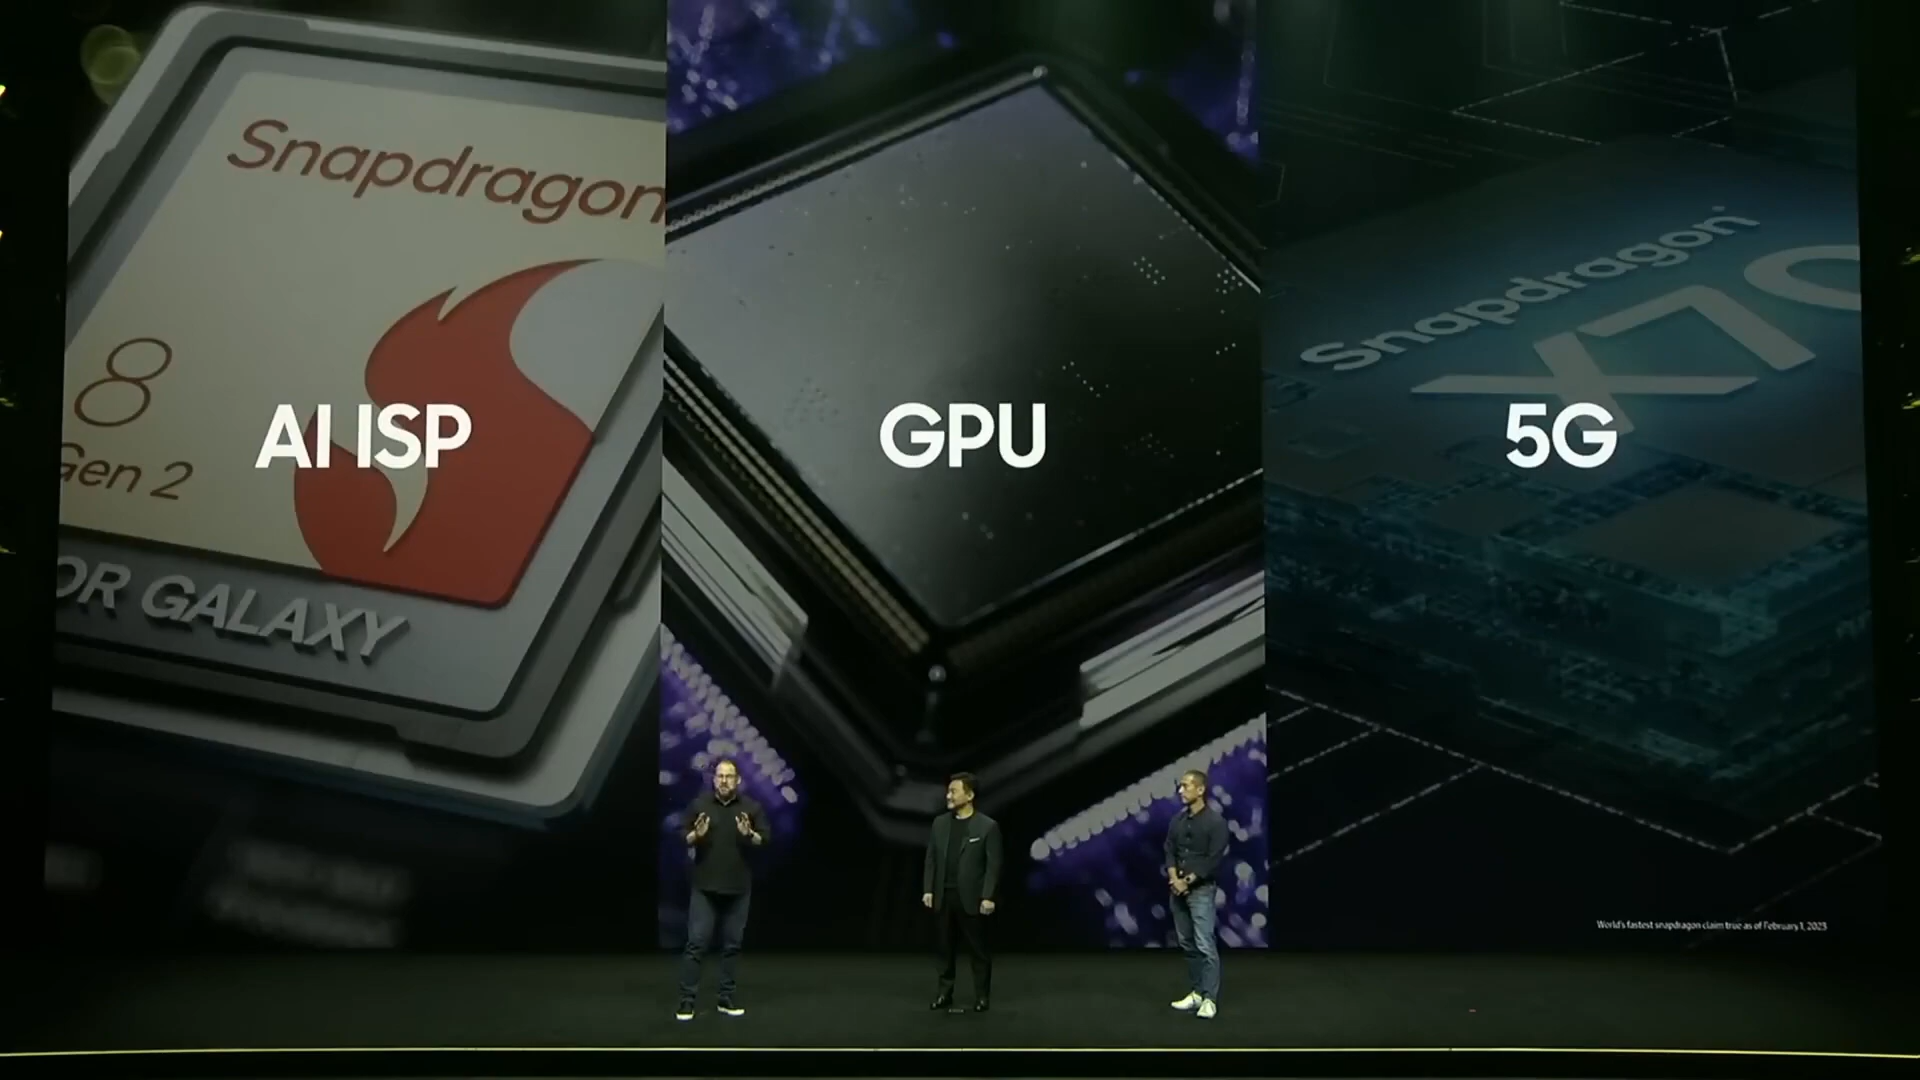 Snapdragon
8
Gen 2
AI ISP
OR GALAXY
GPU
Snapdragon
X70
5G
World's fastest snapdragon claim true as of February 1, 2023